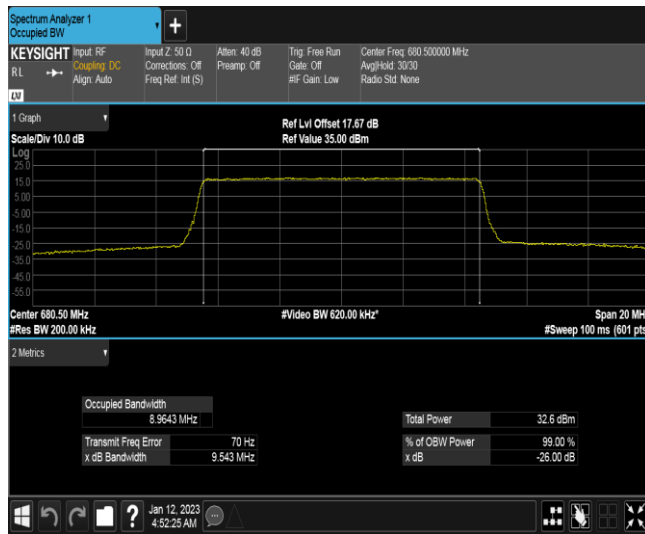 Spectrum Analyzer 1
Occupied BW
+
KEYSIGHT
RL
LXI
Input: RF
Coupling: DC
Align: Auto
Input Z: 50 Ω
Corrections: Off
Freq Ref: Int (S)
Atten: 40 dB
Preamp: Off
Trig: Free Run
Gate: Off
#IF Gain: Low
Center Freq: 680.500000 MHz
Avg|Hold: 30/30
Radio Std: None
1 Graph
Scale/Div 10.0 dB
Ref Lvl Offset 17.67 dB
Ref Value 35.00 dBm
Log
25.0
15.0
5.00
-5.00
-15.0
-25.0
-35.0
-45.0
-55.0
Center 680.50 MHz
#Video BW 620.00 kHz*
Span 20 MH
#Res BW 200.00 kHz
#Sweep 100 ms (601 pts
2 Metrics
Occupied Bandwidth
8.9643 MHz
Total Power 32.6 dBm
Transmit Freq Error 70 Hz
% of OBW Power 99.00 %
x dB Bandwidth 9.543 MHz
x dB -26.00 dB
?
Jan 12, 2023
4:52:25 AM